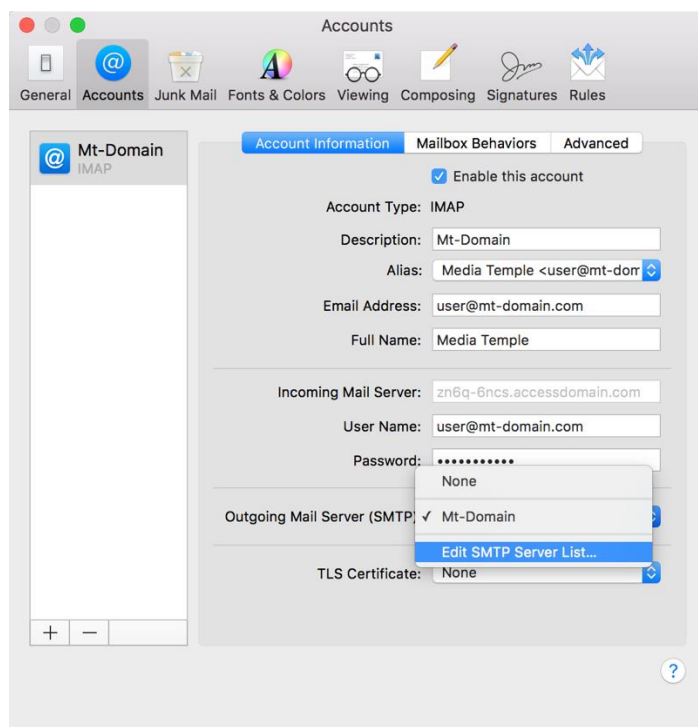 Accounts
General Accounts Junk Mail Fonts & Colors Viewing Composing Signatures Rules
Mt-Domain
IMAP
Account Information Mailbox Behaviors Advanced
Enable this account
Account Type: IMAP
Description: Mt-Domain
Alias: Media Temple <user@mt-dom
Email Address: user@mt-domain.com
Full Name: Media Temple
Incoming Mail Server: zn6q-6ncs.accessdomain.com
User Name: user@mt-domain.com
Password: •••••••••••
None
Outgoing Mail Server (SMTP) ✓ Mt-Domain
Edit SMTP Server List...
TLS Certificate: None
+ −
?